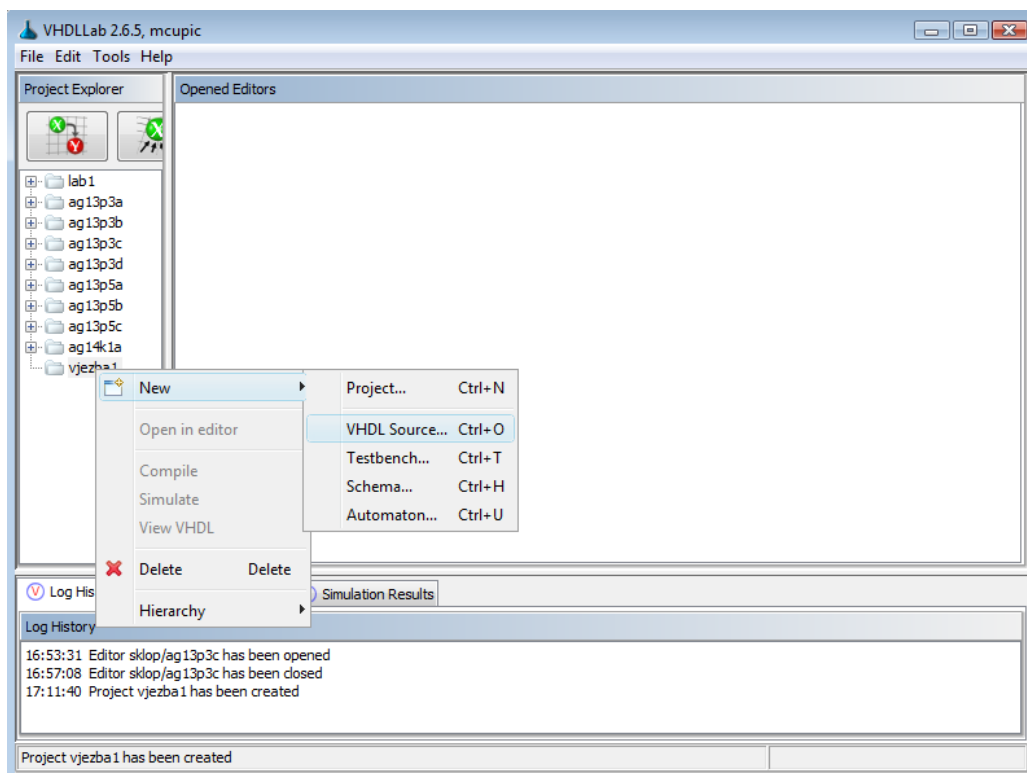 VHDLLab 2.6.5, mcupic
File Edit Tools Help
Project Explorer
Opened Editors
X
Y
X
lab1
ag13p3a
ag13p3b
ag13p3c
ag13p3d
ag13p5a
ag13p5b
ag13p5c
ag14k1a
vjezba1
New
Open in editor
Compile
Simulate
View VHDL
Delete Delete
Hierarchy
Project... Ctrl+N
VHDL Source... Ctrl+O
Testbench... Ctrl+T
Schema... Ctrl+H
Automaton... Ctrl+U
V Log His
Simulation Results
Log History
16:53:31 Editor sklop/ag13p3c has been opened
16:57:08 Editor sklop/ag13p3c has been closed
17:11:40 Project vjezba1 has been created
Project vjezba1 has been created